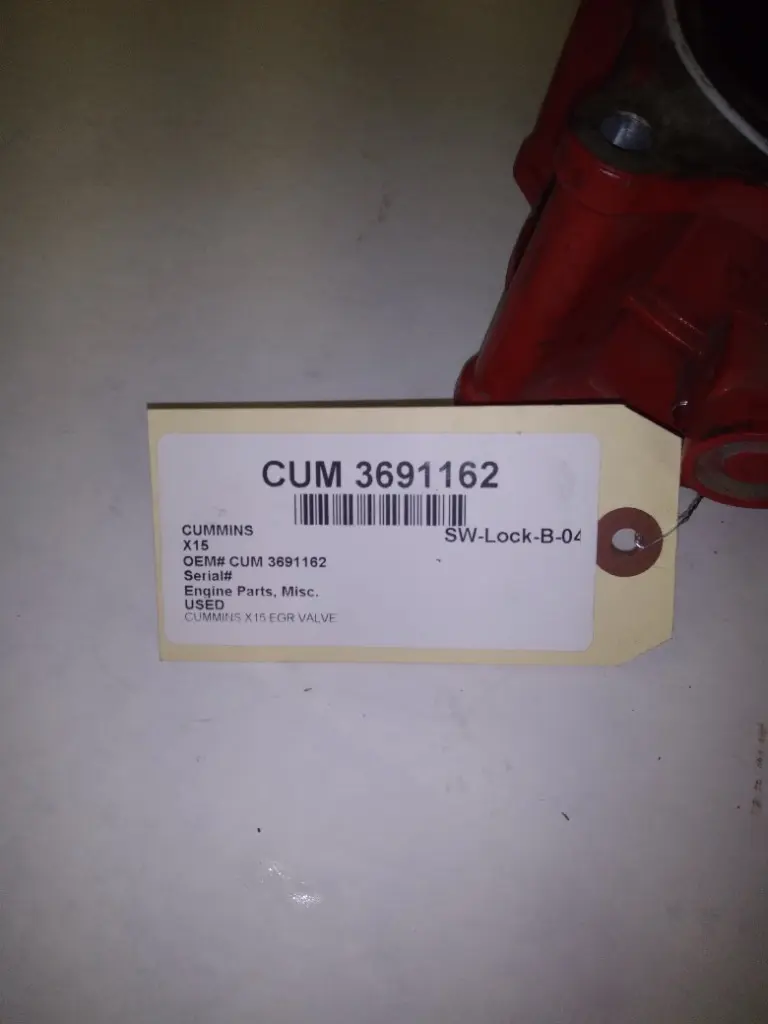 CUM 3691162
CUMMINS
X15
SW-Lock-B-04
OEM# CUM 3691162
Serial#
Engine Parts, Misc.
USED
CUMMINS X15 EGR VALVE